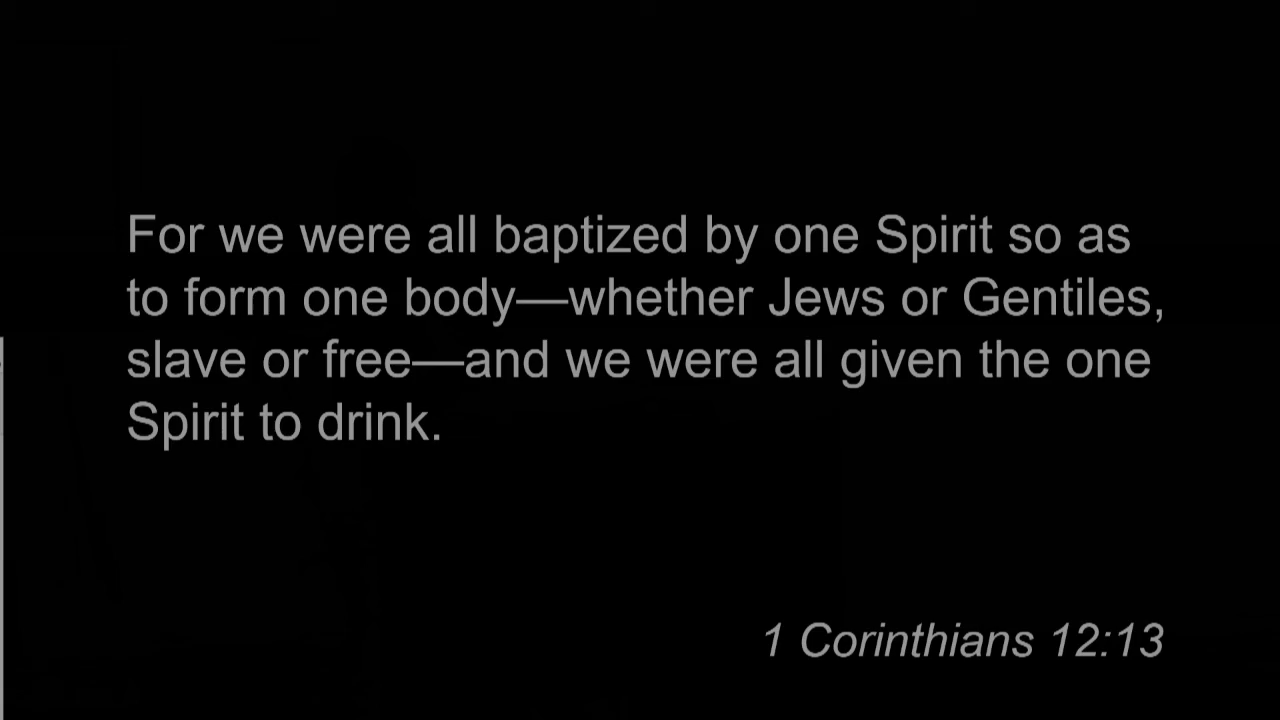 For we were all baptized by one Spirit so as
to form one body—whether Jews or Gentiles,
slave or free—and we were all given the one
Spirit to drink.
1 Corinthians 12:13